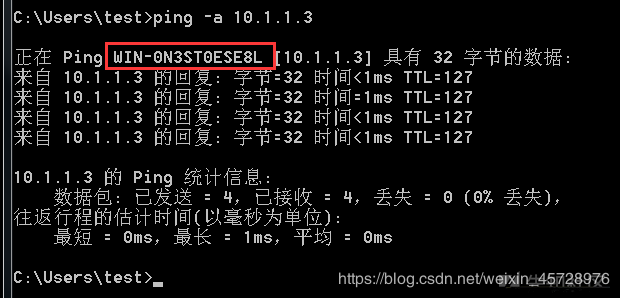 C:\Users\test>ping -a 10.1.1.3
正在 Ping WIN-0N3ST0ESE8L [10.1.1.3] 具有 32 字节的数据:
来自 10.1.1.3 的回复: 字节=32 时间<1ms TTL=127
来自 10.1.1.3 的回复: 字节=32 时间<1ms TTL=127
来自 10.1.1.3 的回复: 字节=32 时间=1ms TTL=127
来自 10.1.1.3 的回复: 字节=32 时间<1ms TTL=127
10.1.1.3 的 Ping 统计信息:
数据包: 已发送 = 4，已接收 = 4，丢失 = 0 (0% 丢失)，
往返行程的估计时间(以毫秒为单位):
最短 = 0ms，最长 = 1ms，平均 = 0ms
C:\Users\test>_
https://blog.csdn.net/weixin_45728976